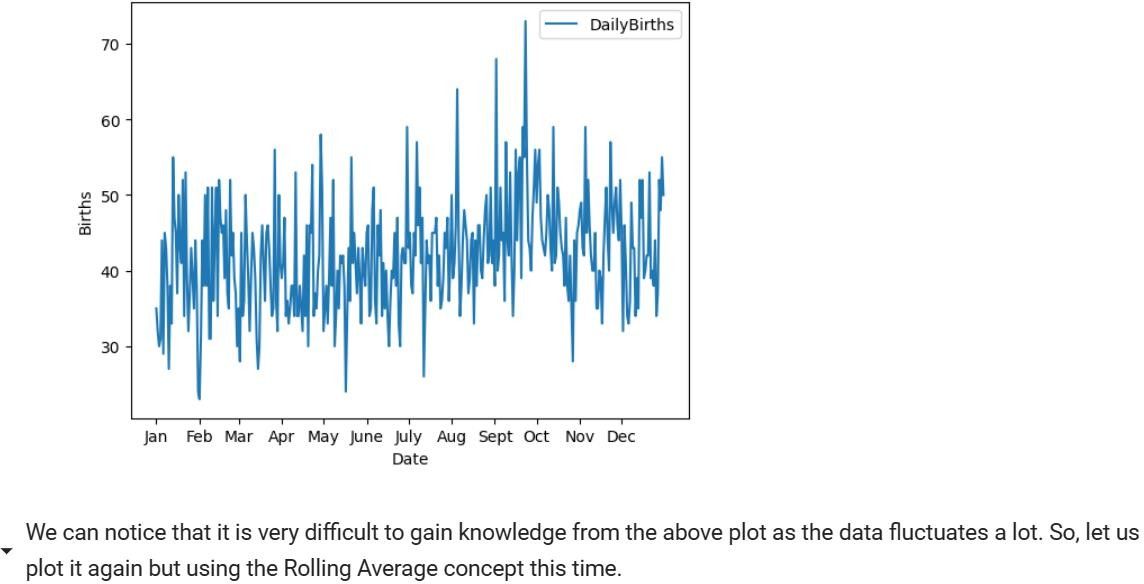 DailyBirths
70
60
50
40
30
Births
Jan Feb Mar Apr May June July Aug Sept Oct Nov Dec
Date
We can notice that it is very difficult to gain knowledge from the above plot as the data fluctuates a lot. So, let us
plot it again but using the Rolling Average concept this time.